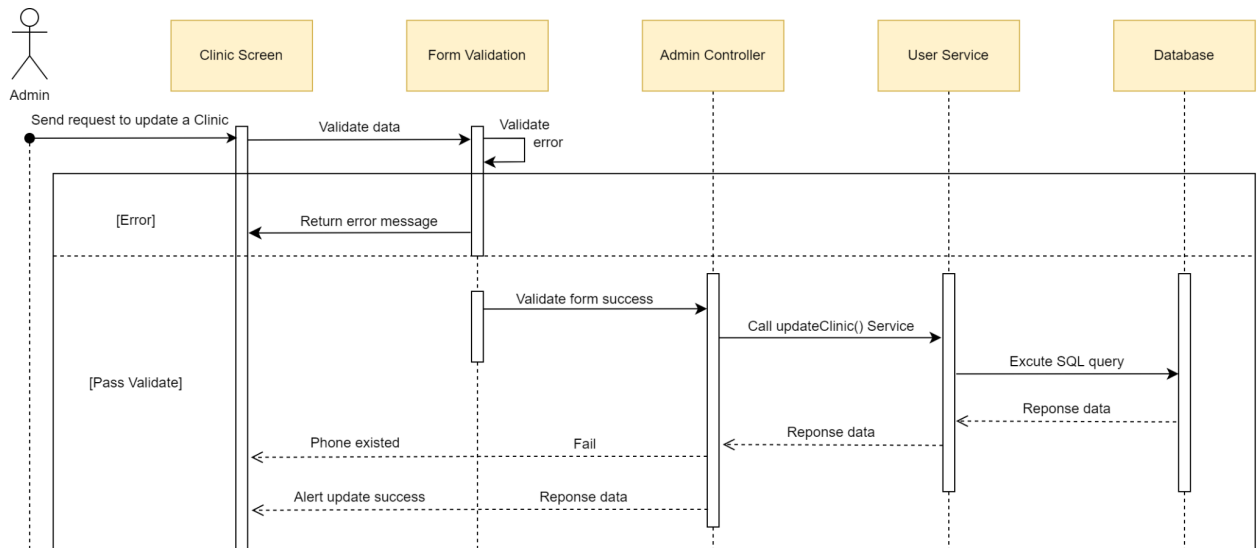 Admin
Clinic Screen
Form Validation
Admin Controller
User Service
Database
Send request to update a Clinic
Validate data
Validate
error
[Error]
Return error message
[Pass Validate]
Validate form success
Call updateClinic() Service
Excute SQL query
Reponse data
Reponse data
Phone existed
Fail
Alert update success
Reponse data